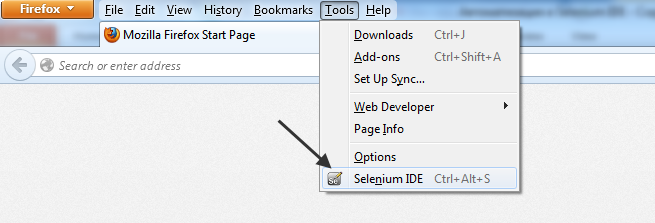 Firefox File Edit View History Bookmarks Tools Help
Mozilla Firefox Start Page
Search or enter address
Downloads Ctrl+J
Add-ons Ctrl+Shift+A
Set Up Sync...
Web Developer
Page Info
Options
Selenium IDE Ctrl+Alt+S